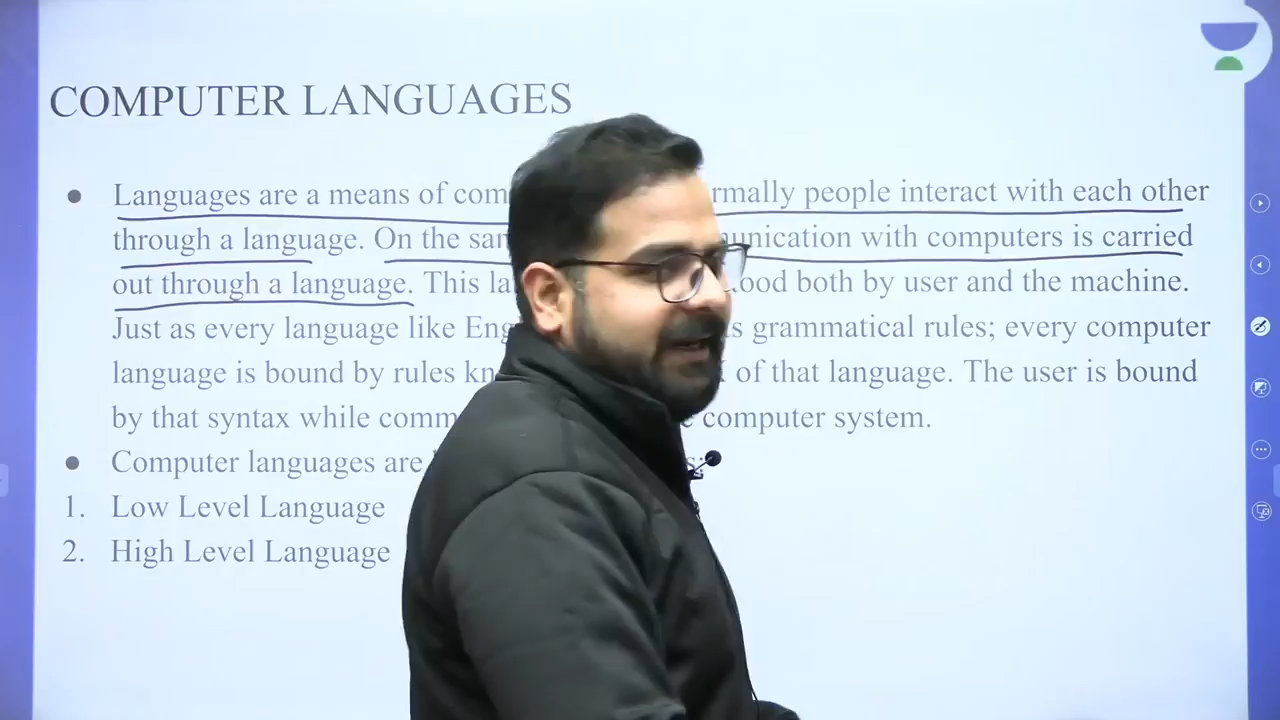 COMPUTER LANGUAGES
● Languages are a means of com rmally people interact with each other
through a language. On the sam unication with computers is carried
out through a language. This la ood both by user and the machine.
Just as every language like Eng s grammatical rules; every computer
language is bound by rules kn of that language. The user is bound
by that syntax while comm computer system.
● Computer languages are s:
1. Low Level Language
2. High Level Language